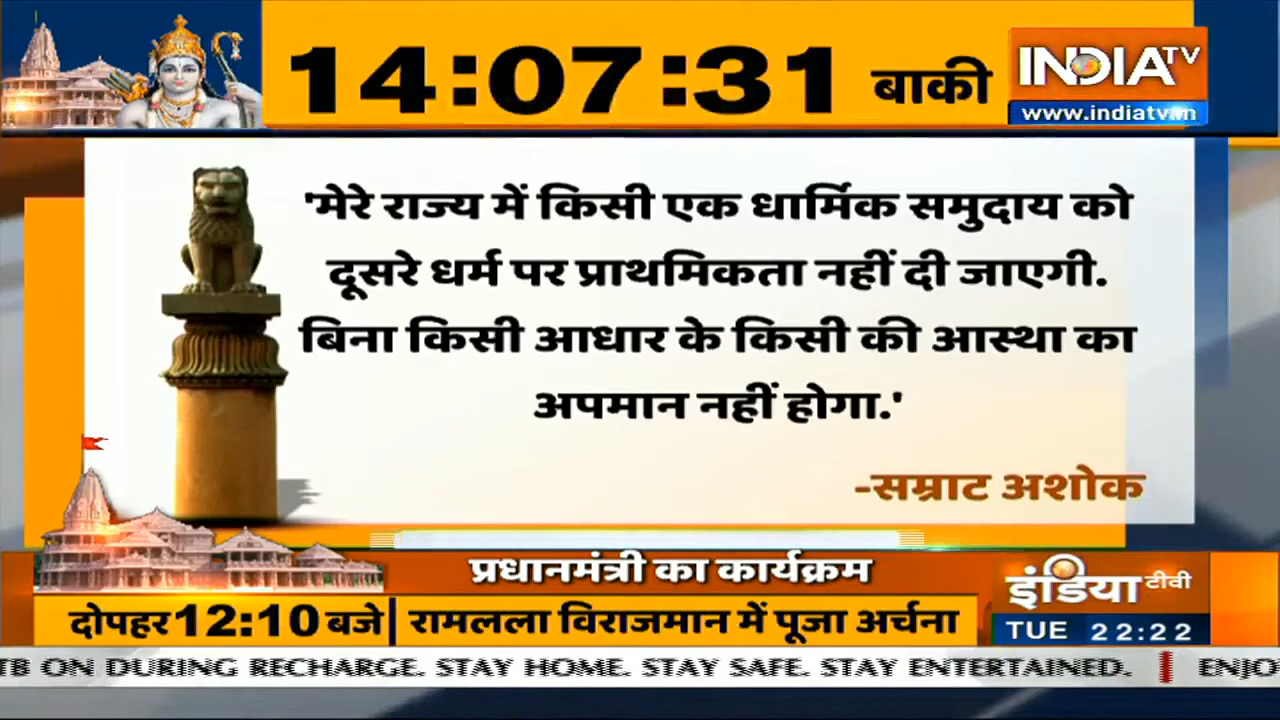 14:07:31 बाकी
INDIA TV
www.indiatv.in
'मेरे राज्य में किसी एक धार्मिक समुदाय को
दूसरे धर्म पर प्राथमिकता नहीं दी जाएगी.
बिना किसी आधार के किसी की आस्था का
अपमान नहीं होगा.'
-सम्राट अशोक
प्रधानमंत्री का कार्यक्रम
दोपहर 12:10 बजे | रामलला विराजमान में पूजा अर्चना
इंडिया टीवी
TUE 22:22
TB ON DURING RECHARGE. STAY HOME. STAY SAFE. STAY ENTERTAINED. | ENJO